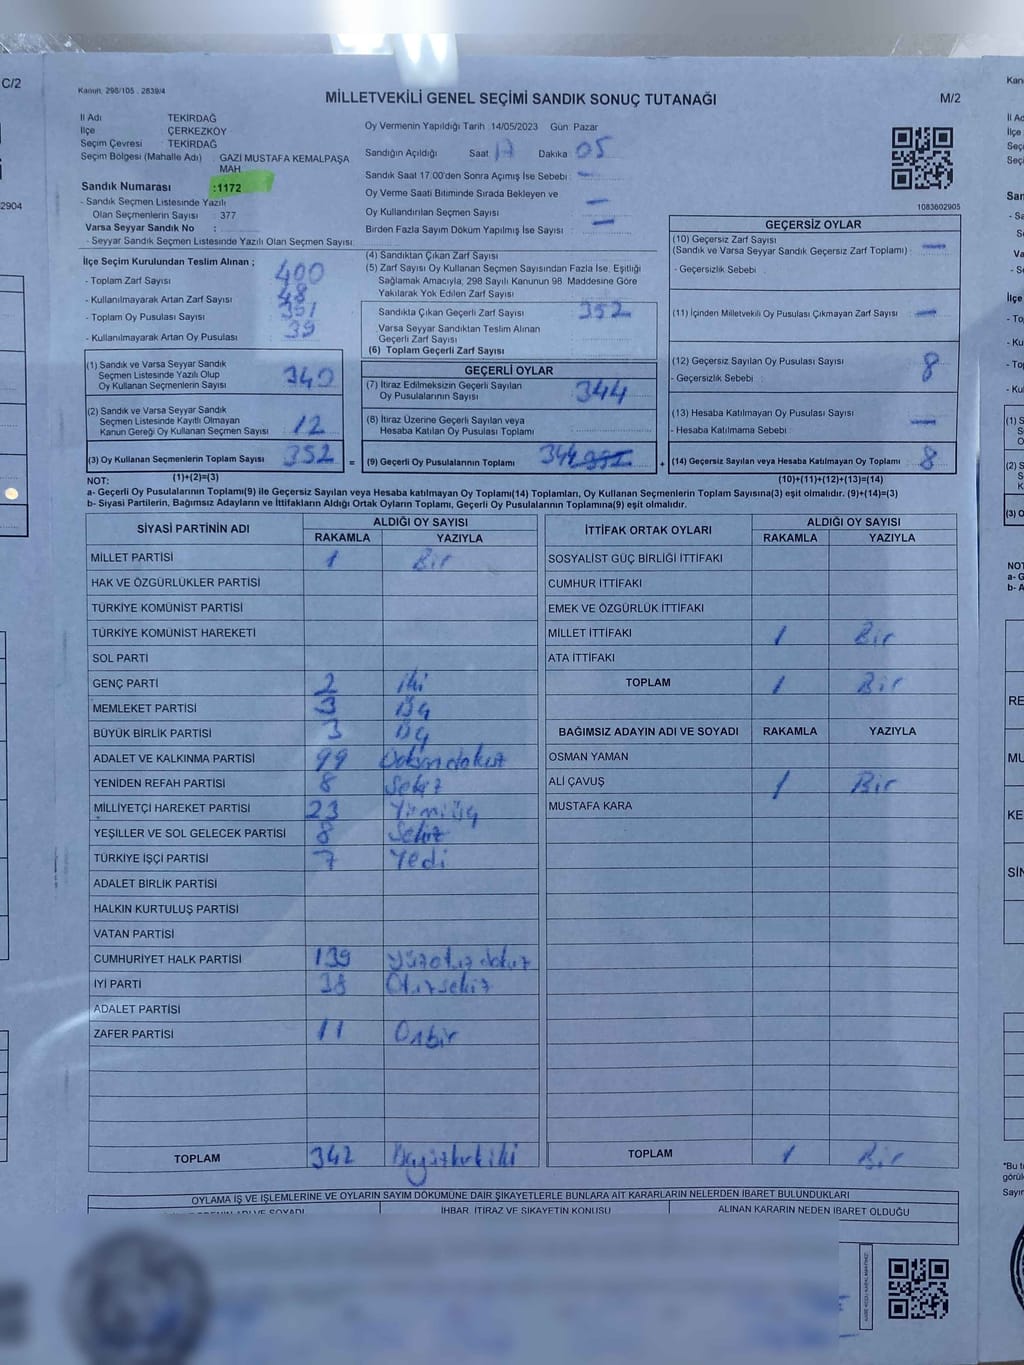 Kanun, 298/105 , 2839/4
MİLLETVEKİLİ GENEL SEÇİMİ SANDIK SONUÇ TUTANAĞI
C/2
M/2
İl Adı TEKİRDAĞ
İlçe ÇERKEZKÖY
Seçim Çevresi TEKİRDAĞ
Seçim Bölgesi (Mahalle Adı) : GAZİ MUSTAFA KEMALPAŞA MAH
Sandık Numarası :1172
- Sandık Seçmen Listesinde Yazılı
Olan Seçmenlerin Sayısı : 377
Varsa Seyyar Sandık No :
- Seyyar Sandık Seçmen Listesinde Yazılı Olan Seçmen Sayısı:
Oy Vermenin Yapıldığı Tarih :14/05/2023 Gün: Pazar
Sandığın Açıldığı Saat 17 Dakika 05
Sandık Saat 17:00'den Sonra Açımış İse Sebebi : -
Oy Verme Saati Bitiminde Sırada Bekleyen ve
Oy Kullandırılan Seçmen Sayısı -
Birden Fazla Sayım Döküm Yapılmış İse Sayısı : -
1083602905
2904
İlçe Seçim Kurulundan Teslim Alınan ;
- Toplam Zarf Sayısı 400
- Kullanılmayarak Artan Zarf Sayısı : 48
- Toplam Oy Pusulası Sayısı : 391
- Kullanılmayarak Artan Oy Pusulası 39
(4) Sandıktan Çıkan Zarf Sayısı
(5) Zarf Sayısı Oy Kullanan Seçmen Sayısından Fazla İse, Eşitliği
Sağlamak Amacıyla, 298 Sayılı Kanunun 98. Maddesine Göre
Yakılarak Yok Edilen Zarf Sayısı
Sandıkta Çıkan Geçerli Zarf Sayısı 352
Varsa Seyyar Sandıktan Teslim Alınan
Geçerli Zarf Sayısı
(6) Toplam Geçerli Zarf Sayısı
GEÇERSİZ OYLAR
(10) Geçersiz Zarf Sayısı
(Sandık ve Varsa Seyyar Sandık Geçersiz Zarf Toplamı) : -
- Geçersizlik Sebebi :
(11) İçinden Milletvekili Oy Pusulası Çıkmayan Zarf Sayısı : -
(12) Geçersiz Sayılan Oy Pusulası Sayısı 8
- Geçersizlik Sebebi :
(13) Hesaba Katılmayan Oy Pusulası Sayısı :
- Hesaba Katılmama Sebebi : -
(14) Geçersiz Sayılan veya Hesaba Katılmayan Oy Toplamı : 8
(10)+(11)+(12)+(13)=(14)
(1) Sandık ve Varsa Seyyar Sandık
Seçmen Listesinde Yazılı Olup
Oy Kullanan Seçmenlerin Sayısı 340
(2) Sandık ve Varsa Seyyar Sandık
Seçmen Listesinde Kayıtlı Olmayan
Kanun Gereği Oy Kullanan Seçmen Sayısı : 12
(3) Oy Kullanan Seçmenlerin Toplam Sayısı 352 =
(1)+(2)=(3)
GEÇERLİ OYLAR
(7) İtiraz Edilmeksizin Geçerli Sayılan
Oy Pusulalarının Sayısı : 344
(8) İtiraz Üzerine Geçerli Sayılan veya
Hesaba Katılan Oy Pusulası Toplamı :
(9) Geçerli Oy Pusulalarının Toplamı 344 +
NOT:
a- Geçerli Oy Pusulalarının Toplamı(9) ile Geçersiz Sayılan veya Hesaba katılmayan Oy Toplamı(14) Toplamları, Oy Kullanan Seçmenlerin Toplam Sayısına(3) eşit olmalıdır. (9)+(14)=(3)
b- Siyasi Partilerin, Bağımsız Adayların ve İttifakların Aldığı Ortak Oyların Toplamı, Geçerli Oy Pusulalarının Toplamına(9) eşit olmalıdır.
SİYASİ PARTİNİN ADI ALDIĞI OY SAYISI
RAKAMLA YAZIYLA
MİLLET PARTİSİ 1 Bir
HAK VE ÖZGÜRLÜKLER PARTİSİ
TÜRKİYE KOMÜNİST PARTİSİ
TÜRKİYE KOMÜNİST HAREKETİ
SOL PARTİ
GENÇ PARTİ 2 iki
MEMLEKET PARTİSİ 3 Üç
BÜYÜK BİRLİK PARTİSİ 3 Üç
ADALET VE KALKINMA PARTİSİ 99 Doksandokuz
YENİDEN REFAH PARTİSİ 8 Sekiz
MİLLİYETÇİ HAREKET PARTİSİ 23 Yirmiüç
YEŞİLLER VE SOL GELECEK PARTİSİ 8 Sekiz
TÜRKİYE İŞÇİ PARTİSİ 7 Yedi
ADALET BİRLİK PARTİSİ
HALKIN KURTULUŞ PARTİSİ
VATAN PARTİSİ
CUMHURİYET HALK PARTİSİ 139 Yüzotuzdokuz
İYİ PARTİ 38 Otuzsekiz
ADALET PARTİSİ
ZAFER PARTİSİ 11 Onbir
TOPLAM 342
İTTİFAK ORTAK OYLARI ALDIĞI OY SAYISI
RAKAMLA YAZIYLA
SOSYALİST GÜÇ BİRLİĞİ İTTİFAKI
CUMHUR İTTİFAKI
EMEK VE ÖZGÜRLÜK İTTİFAKI
MİLLET İTTİFAKI 1 Bir
ATA İTTİFAKI
TOPLAM 1 Bir
BAĞIMSIZ ADAYIN ADI VE SOYADI RAKAMLA YAZIYLA
OSMAN YAMAN
ALİ ÇAVUŞ 1 Bir
MUSTAFA KARA
TOPLAM 1 Bir
OYLAMA İŞ VE İŞLEMLERİNE VE OYLARIN SAYIM DÖKÜMÜNE DAİR ŞİKAYETLERLE BUNLARA AİT KARARLARIN NELERDEN İBARET BULUNDUKLARI
İHBAR, İTİRAZ VE ŞİKAYETİN KONUSU
ALINAN KARARIN NEDEN İBARET OLDUĞU